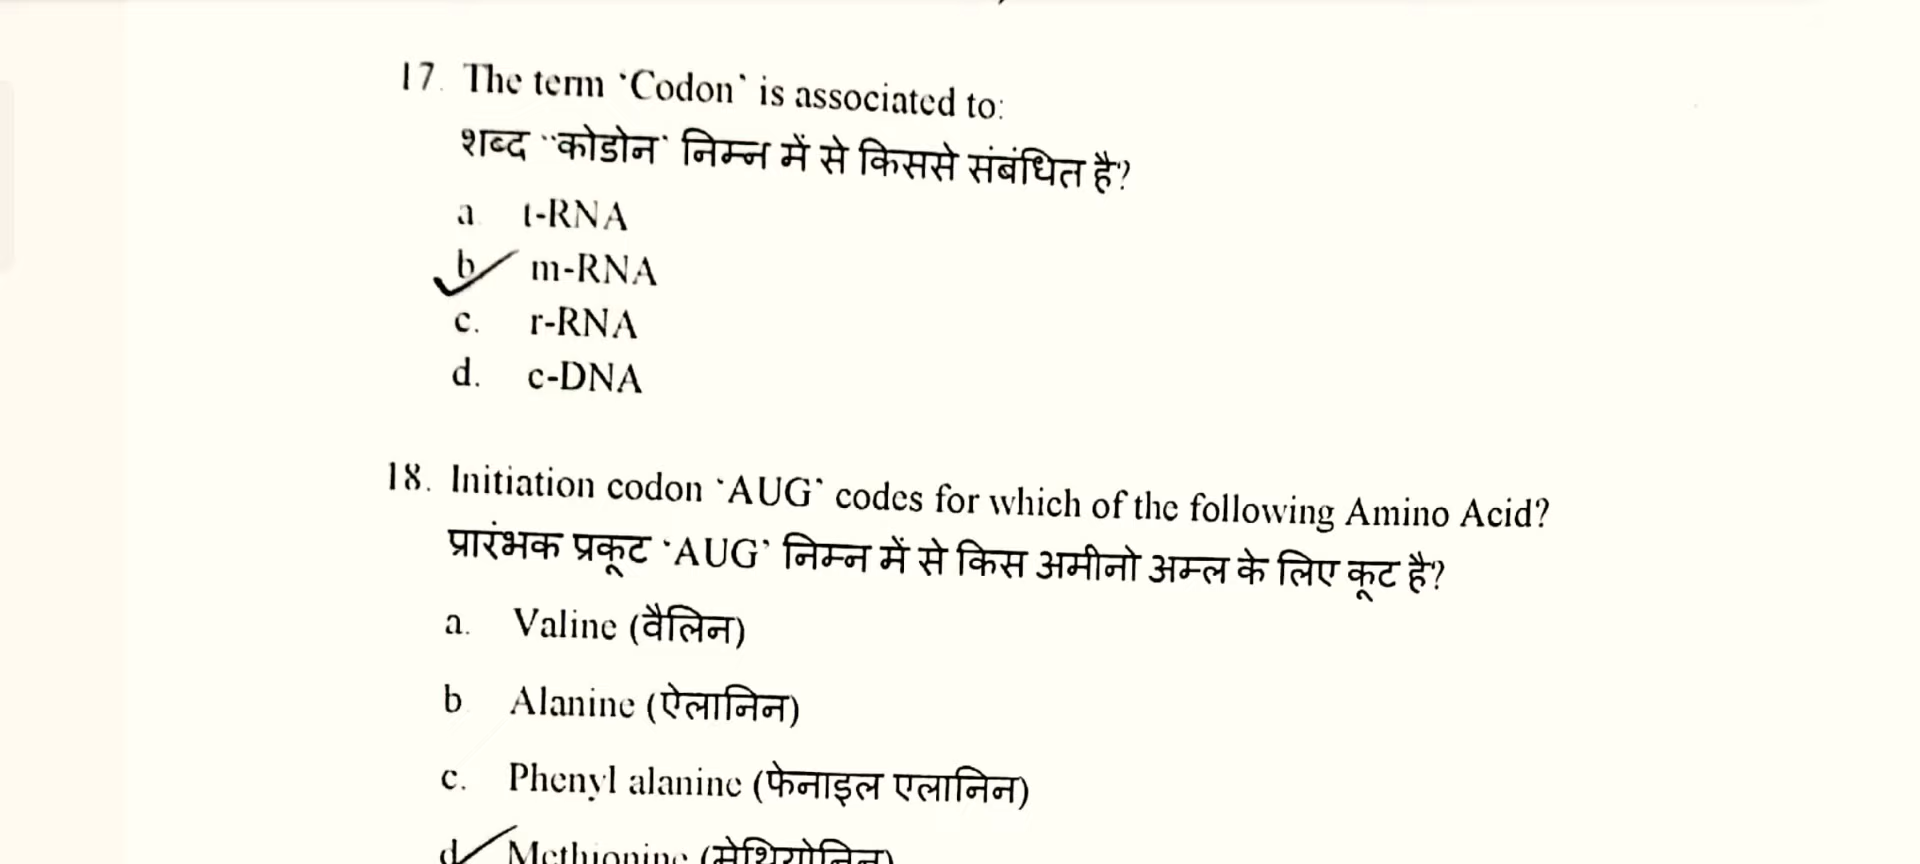 17. The term 'Codon' is associated to:
शब्द "कोडोन' निम्न में से किससे संबंधित है?
a. t-RNA
b m-RNA
c. r-RNA
d. c-DNA
18. Initiation codon 'AUG' codes for which of the following Amino Acid?
प्रारंभक प्रकूट 'AUG' निम्न में से किस अमीनो अम्ल के लिए कूट है?
a. Valine (वैलिन)
b Alanine (ऐलानिन)
c. Phenyl alanine (फेनाइल एलानिन)
d Methionine (मेथियोनिन)